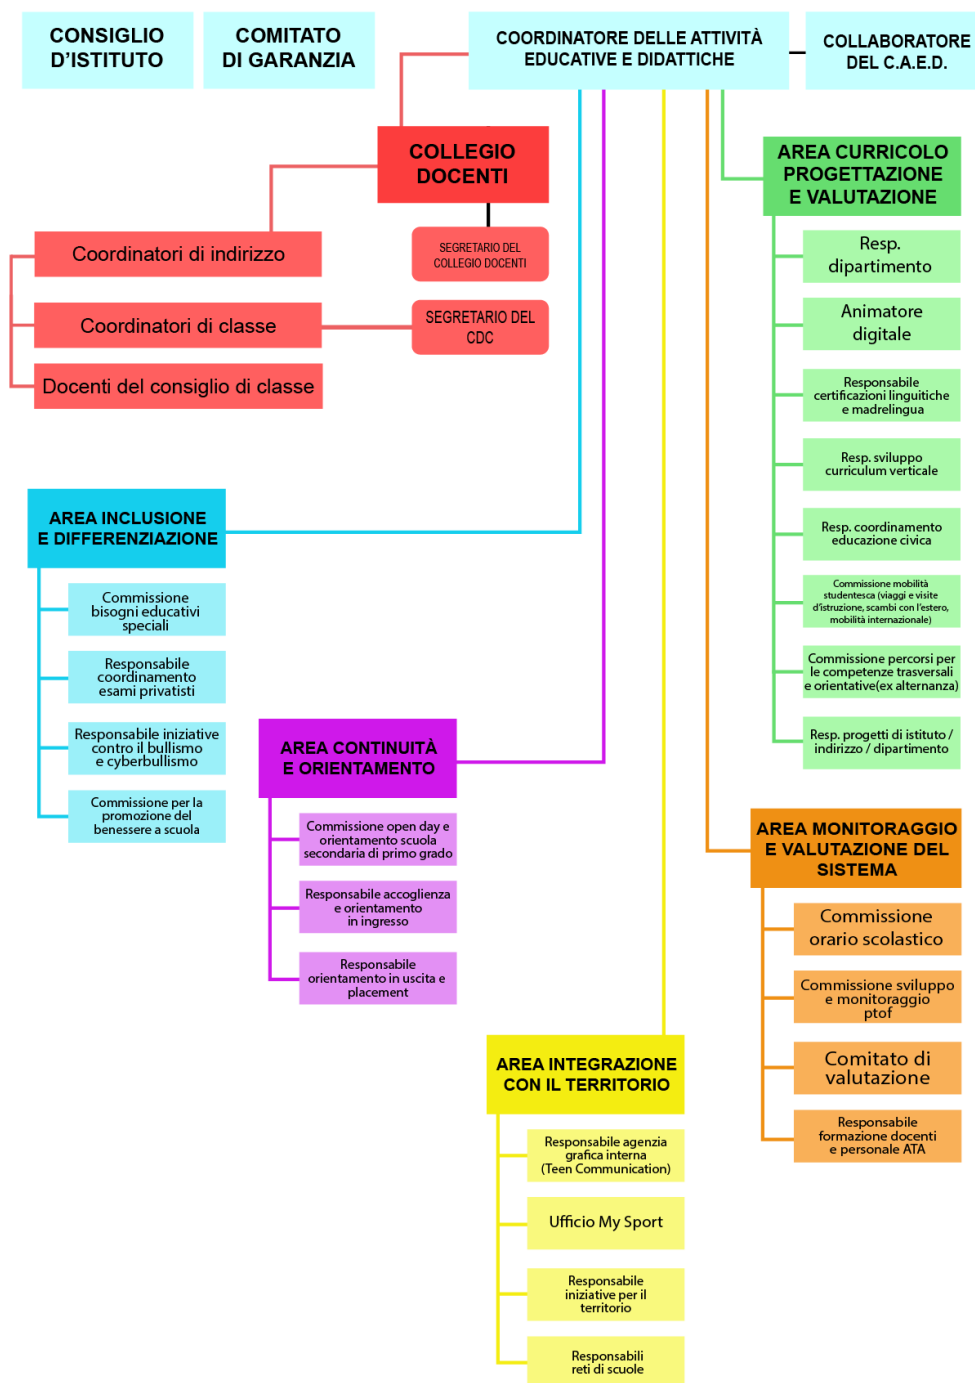 CONSIGLIO
D'ISTITUTO
COMITATO
DI GARANZIA
COORDINATORE DELLE ATTIVITÀ
EDUCATIVE E DIDATTICHE
COLLABORATORE
DEL C.A.E.D.
COLLEGIO
DOCENTI
SEGRETARIO DEL
COLLEGIO DOCENTI
Coordinatori di indirizzo
Coordinatori di classe
SEGRETARIO DEL
CDC
Docenti del consiglio di classe
AREA CURRICOLO
PROGETTAZIONE
E VALUTAZIONE
Resp.
dipartimento
Animatore
digitale
Responsabile
certificazioni linguitiche
e madrelingua
Resp. sviluppo
curriculum verticale
Resp. coordinamento
educazione civica
Commissione mobilità
studentesca (viaggi e visite
d'istruzione, scambi con l'estero,
mobilità internazionale)
Commissione percorsi per
le competenze trasversali
e orientative(ex alternanza)
Resp. progetti di istituto /
indirizzo / dipartimento
AREA INCLUSIONE
E DIFFERENZIAZIONE
Commissione
bisogni educativi
speciali
Responsabile
coordinamento
esami privatisti
Responsabile iniziative
contro il bullismo
e cyberbullismo
Commissione per la
promozione del
benessere a scuola
AREA CONTINUITÀ
E ORIENTAMENTO
Commissione open day e
orientamento scuola
secondaria di primo grado
Responsabile accoglienza
e orientamento
in ingresso
Responsabile
orientamento in uscita e
placement
AREA MONITORAGGIO
E VALUTAZIONE DEL
SISTEMA
Commissione
orario scolastico
Commissione sviluppo
e monitoraggio
ptof
Comitato di
valutazione
Responsabile
formazione docenti
e personale ATA
AREA INTEGRAZIONE
CON IL TERRITORIO
Responsabile agenzia
grafica interna
(Teen Communication)
Ufficio My Sport
Responsabile
iniziative per il
territorio
Responsabili
reti di scuole